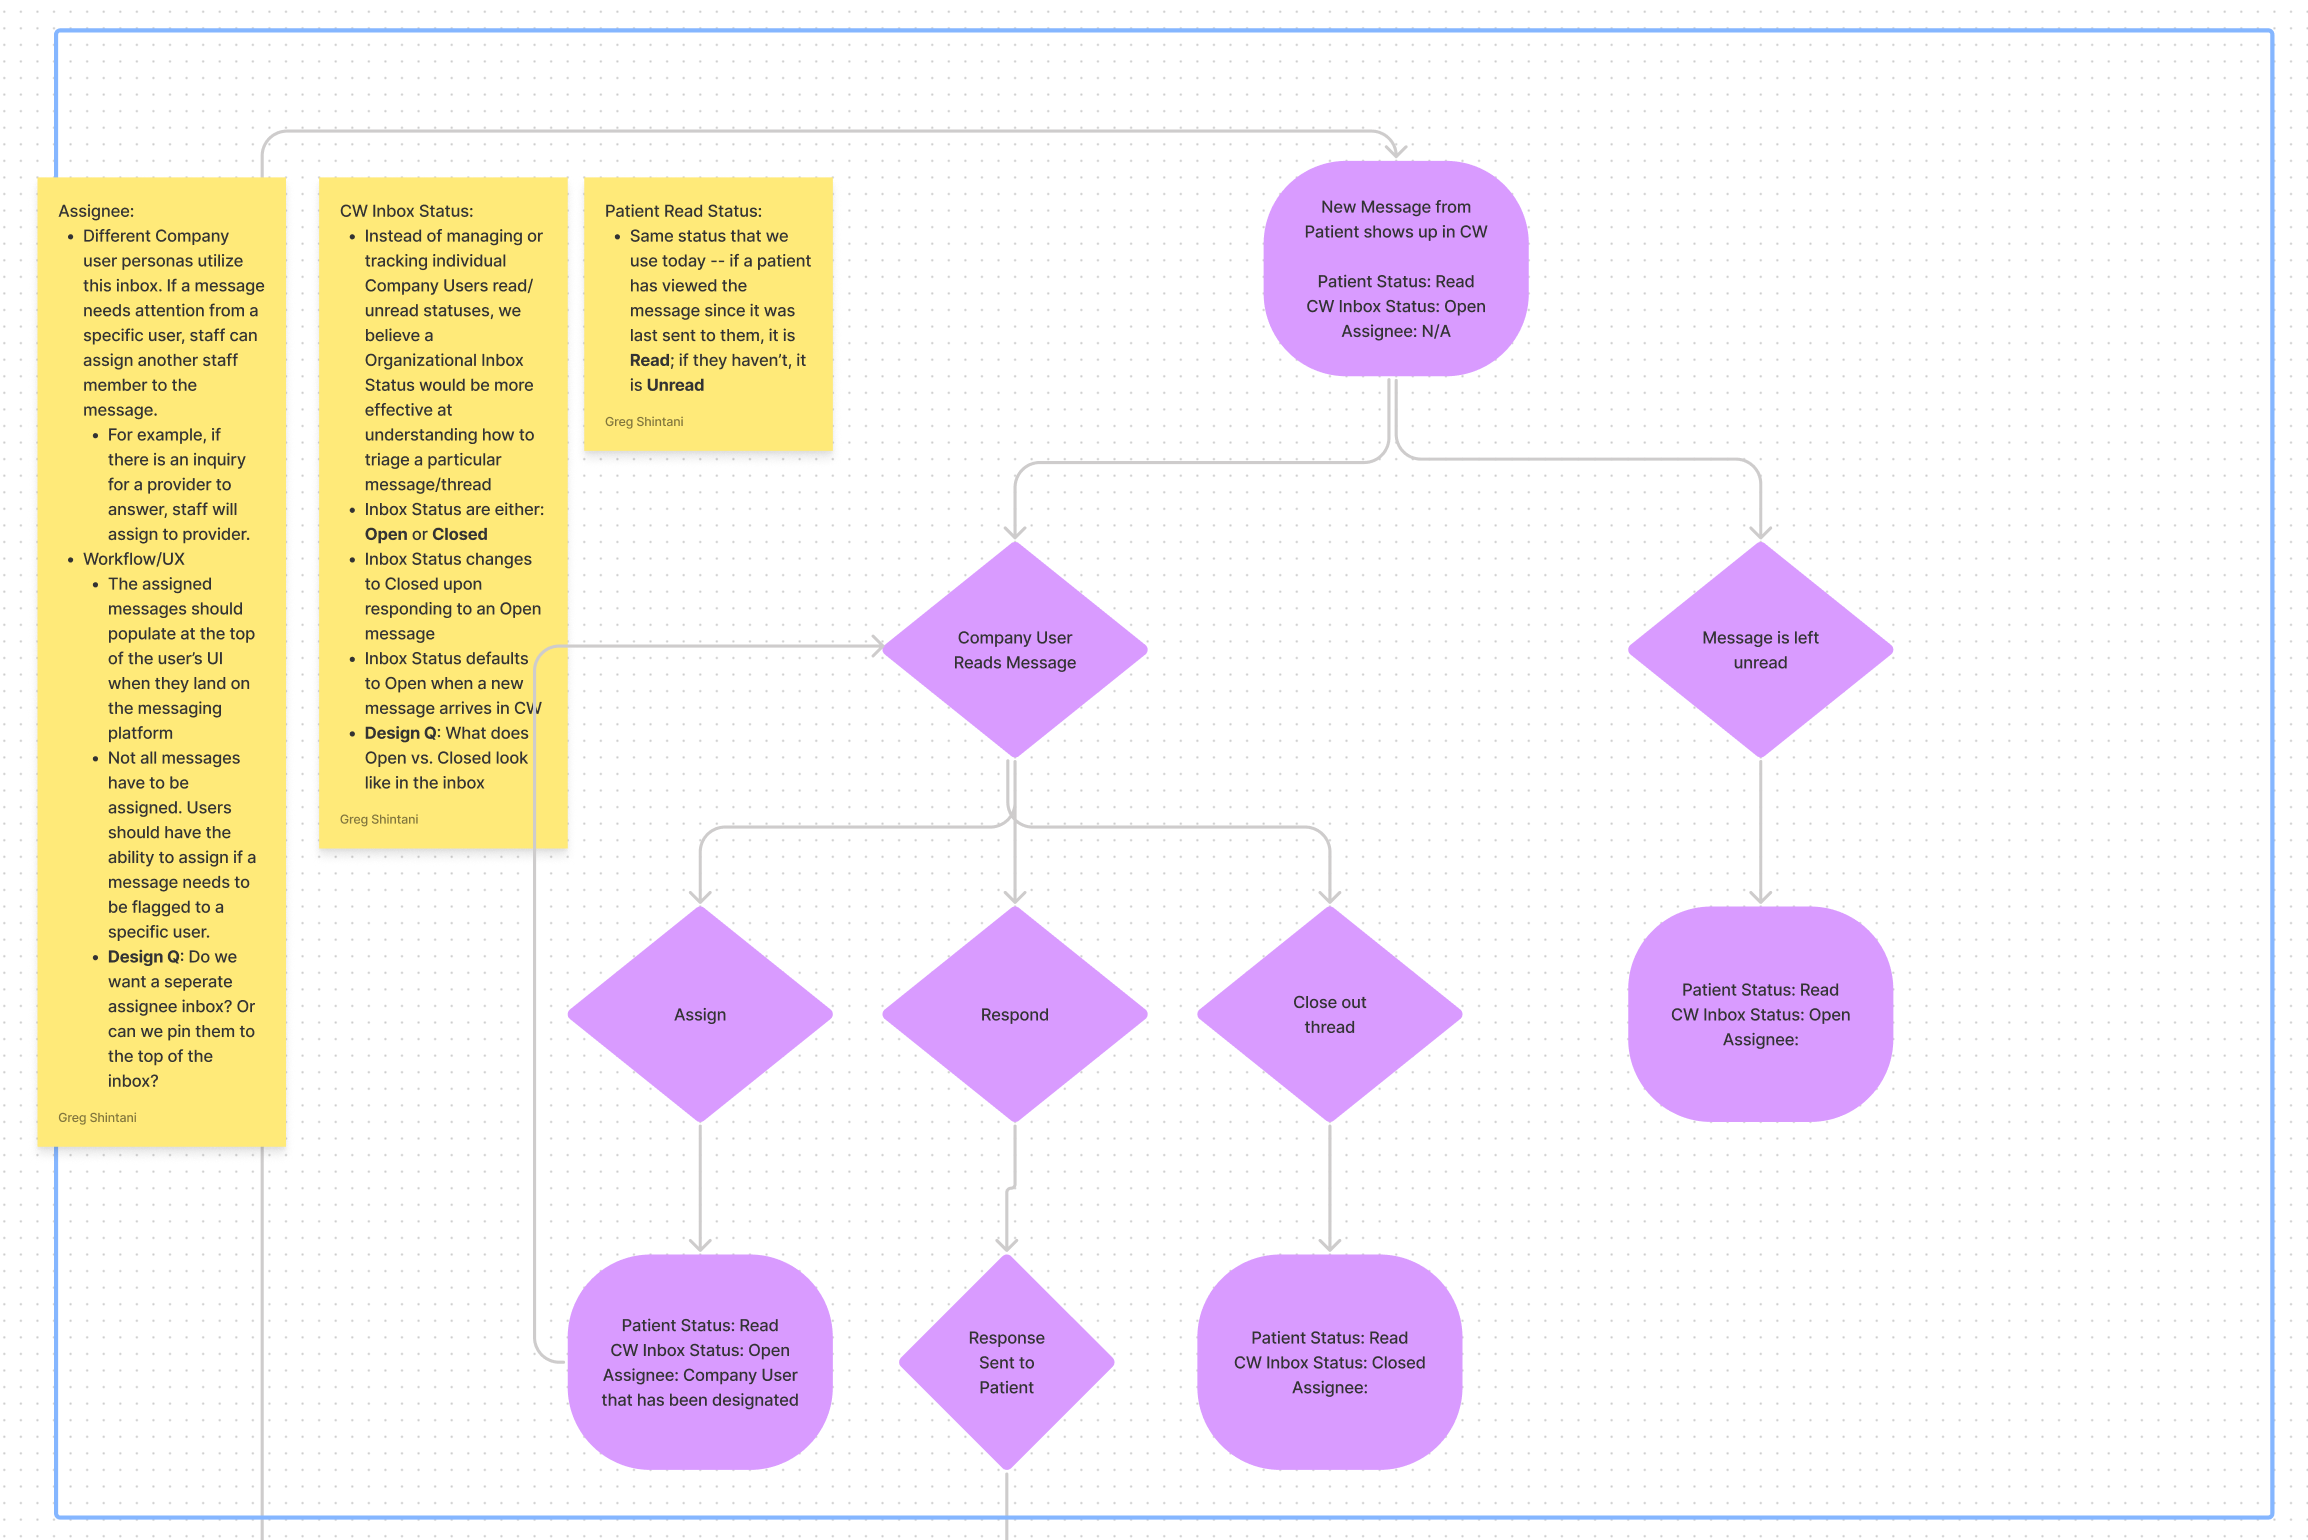 Assignee:
Different Company
user personas utilize
this inbox. If a message
needs attention from a
specific user, staff can
assign another staff
member to the
message.
For example, if
there is an inquiry
for a provider to
answer, staff will
assign to provider.
Workflow/UX
The assigned
messages should
populate at the top
of the user's UI
when they land on
the messaging
platform
Not all messages
have to be
assigned. Users
should have the
ability to assign if a
message needs to
be flagged to a
specific user.
Design Q: Do we
want a seperate
assignee inbox? Or
can we pin them to
the top of the
inbox?
Greg Shintani
CW Inbox Status:
Instead of managing or
tracking individual
Company Users read/
unread statuses, we
believe a
Organizational Inbox
Status would be more
effective at
understanding how to
triage a particular
message/thread
Inbox Status are either:
Open or Closed
Inbox Status changes
to Closed upon
responding to an Open
message
Inbox Status defaults
to Open when a new
message arrives in CW
Design Q: What does
Open vs. Closed look
like in the inbox
Greg Shintani
Patient Read Status:
Same status that we
use today -- if a patient
has viewed the
message since it was
last sent to them, it is
Read; if they haven't, it
is Unread
Greg Shintani
New Message from
Patient shows up in CW
Patient Status: Read
CW Inbox Status: Open
Assignee: N/A
Company User
Reads Message
Message is left
unread
Assign
Respond
Close out
thread
Patient Status: Read
CW Inbox Status: Open
Assignee:
Patient Status: Read
CW Inbox Status: Open
Assignee: Company User
that has been designated
Response
Sent to
Patient
Patient Status: Read
CW Inbox Status: Closed
Assignee: